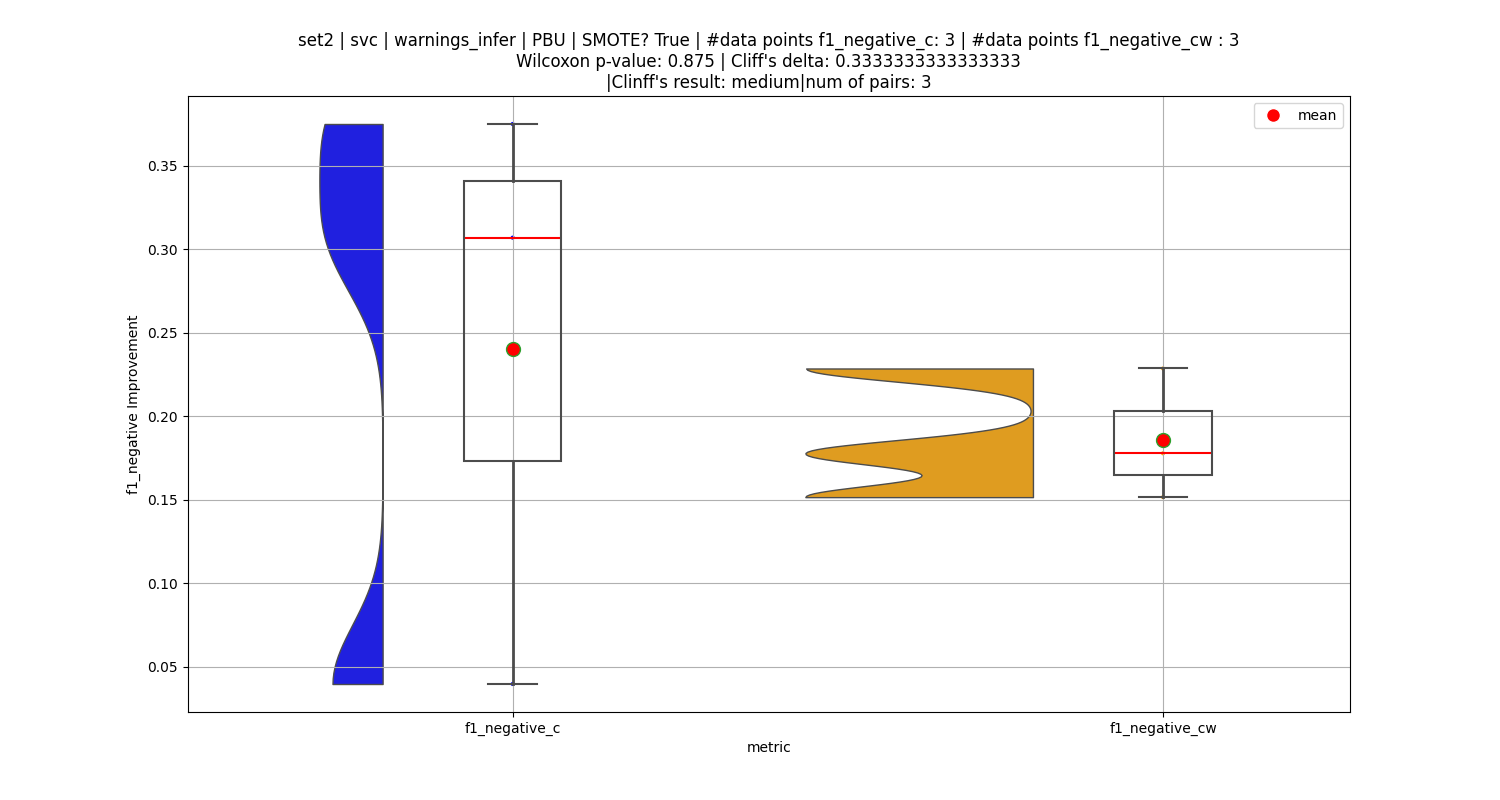 set2 | svc | warnings_infer | PBU | SMOTE? True | #data points f1_negative_c: 3 | #data points f1_negative_cw : 3
Wilcoxon p-value: 0.875 | Cliff's delta: 0.3333333333333333
|Clinff's result: medium|num of pairs: 3
mean
0.35
0.30
0.25
0.20
0.15
0.10
0.05
f1_negative Improvement
f1_negative_c
f1_negative_cw
metric